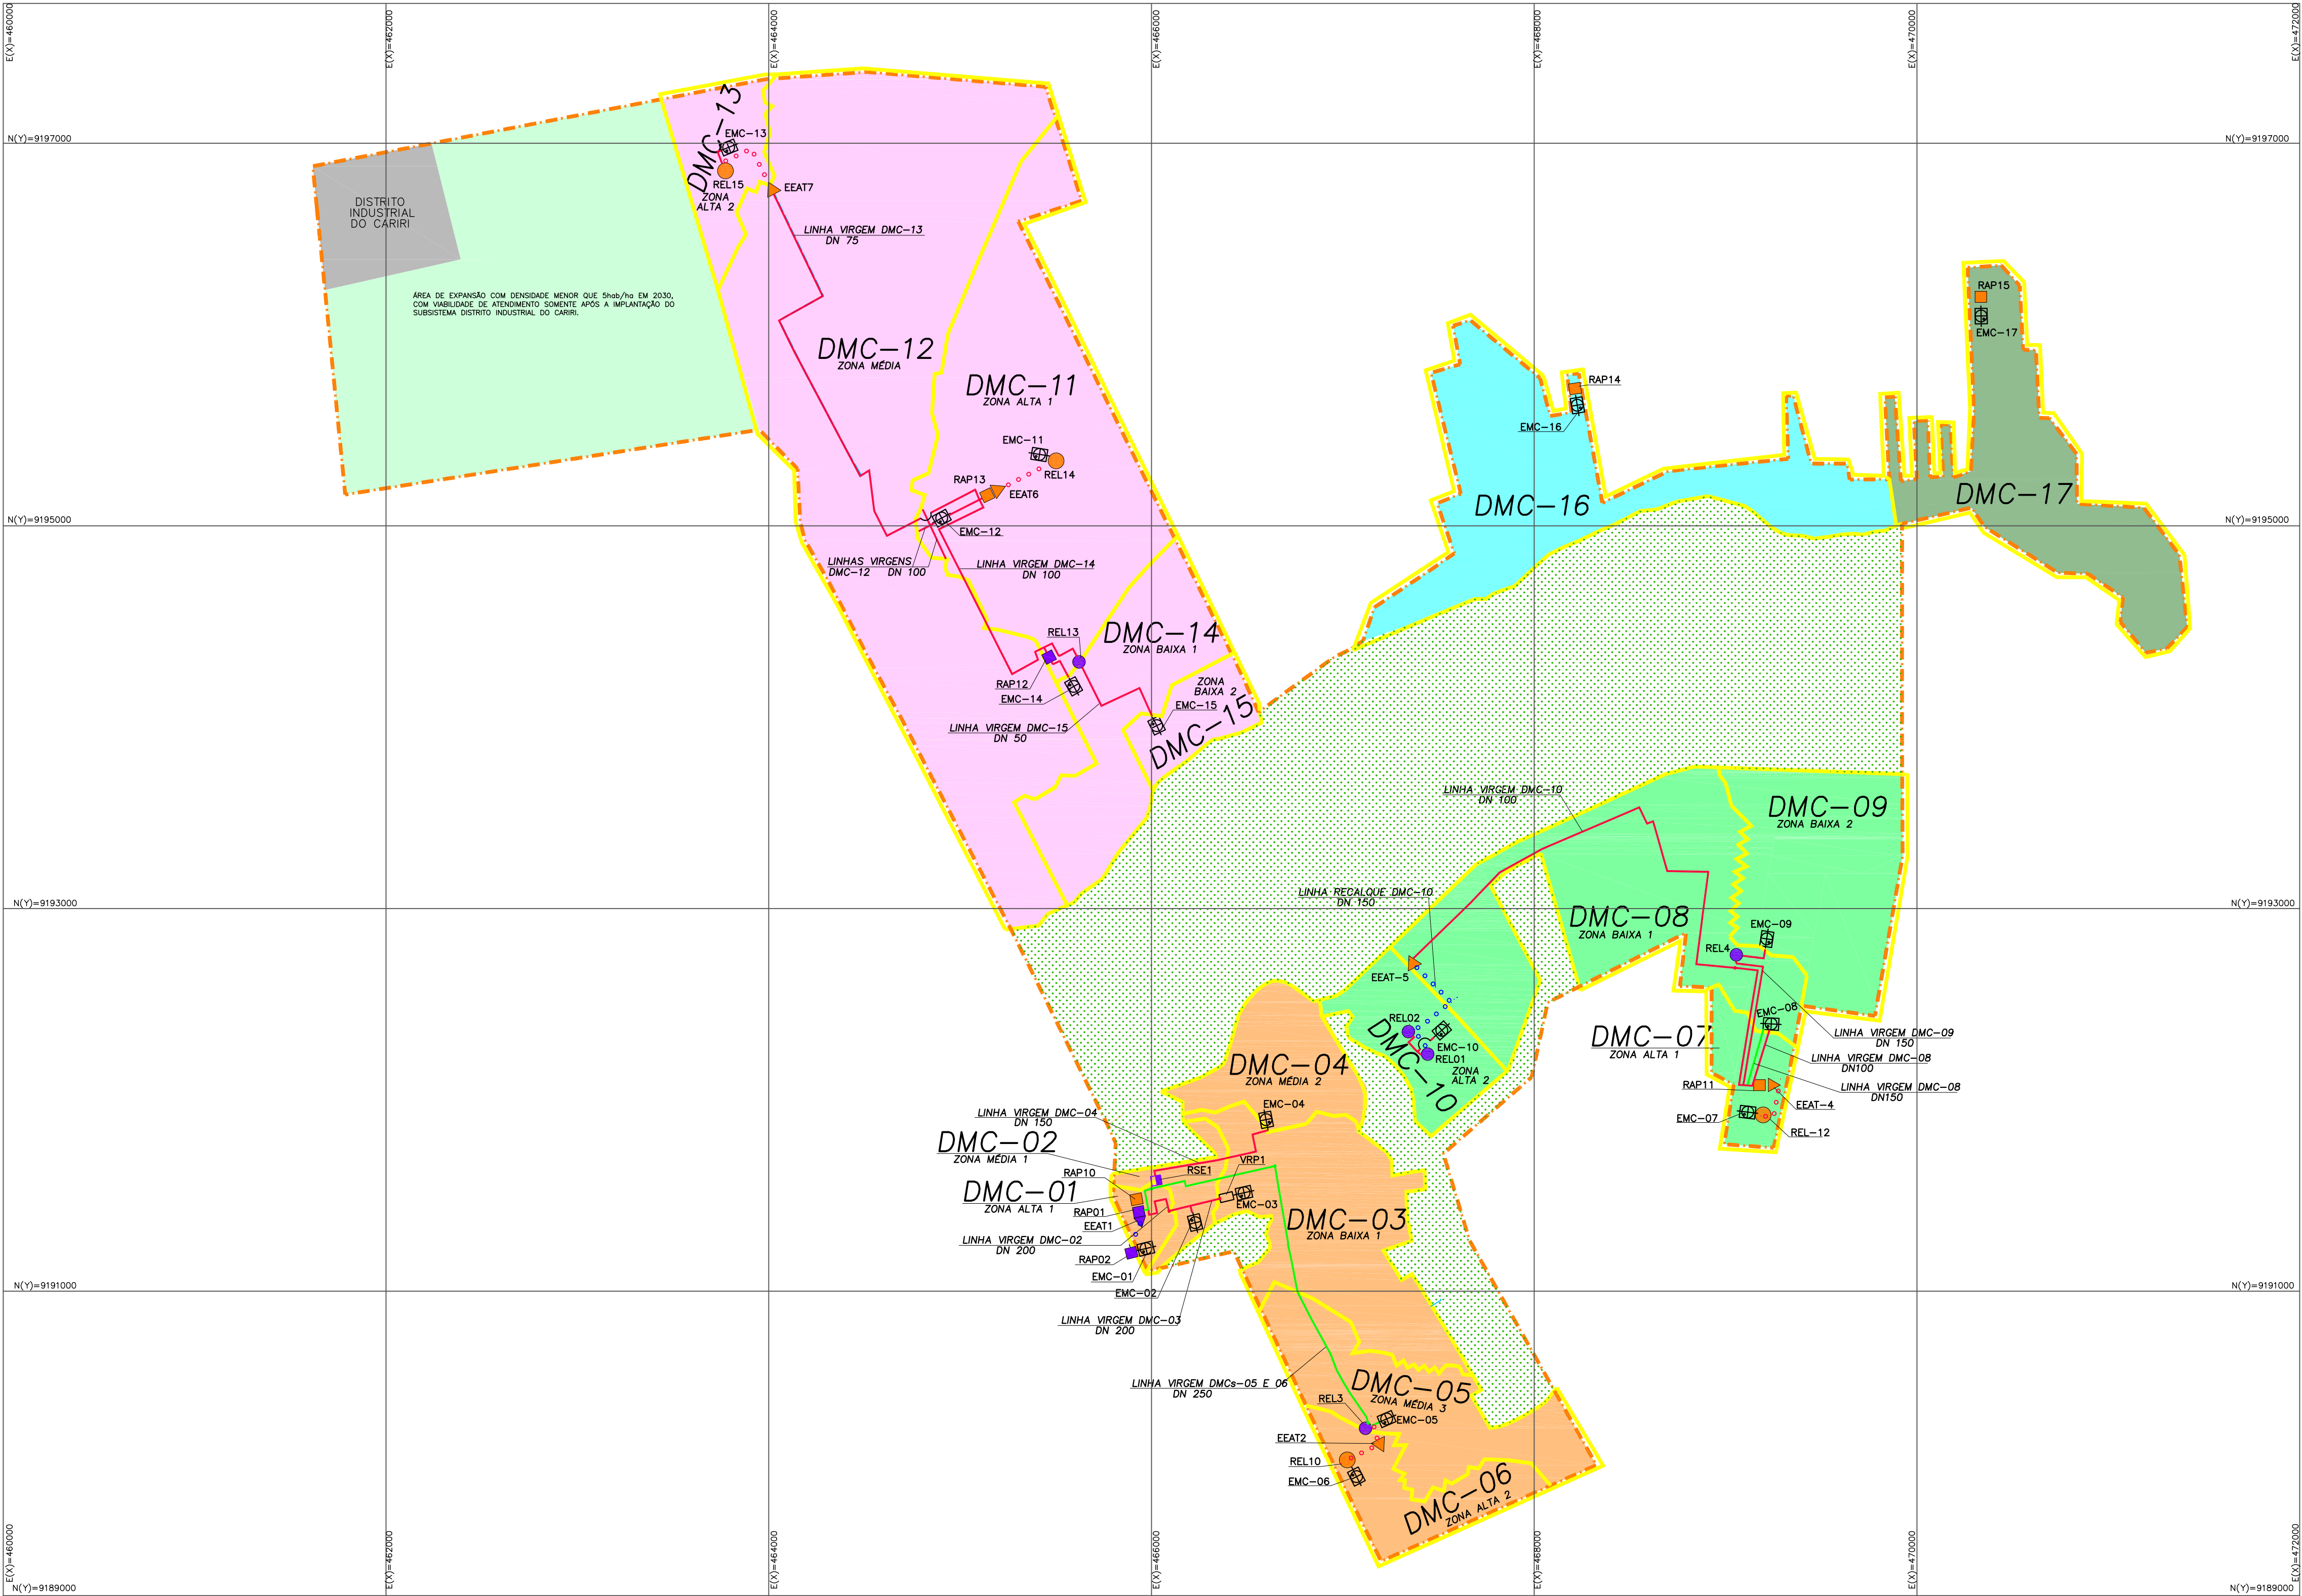 E(X)=460000
E(X)=462000
E(X)=464000
E(X)=466000
E(X)=468000
E(X)=470000
E(X)=472000
N(Y)=9197000
N(Y)=9197000
DMC-13
EMC-13
REL15
ZONA
ALTA 2
EEAT7
DISTRITO
INDUSTRIAL
DO CARIRI
LINHA VIRGEM DMC-13
DN 75
ÁREA DE EXPANSÃO COM DENSIDADE MENOR QUE 5hab/ha EM 2030,
COM VIABILIDADE DE ATENDIMENTO SOMENTE APÓS A IMPLANTAÇÃO DO
SUBSISTEMA DISTRITO INDUSTRIAL DO CARIRI.
RAP15
EMC-17
DMC-12
ZONA MÉDIA
DMC-11
ZONA ALTA 1
RAP14
EMC-16
EMC-11
REL14
RAP13
EEAT6
DMC-16
DMC-17
N(Y)=9195000
N(Y)=9195000
EMC-12
LINHAS VIRGENS
DMC-12 DN 100
LINHA VIRGEM DMC-14
DN 100
REL13
DMC-14
ZONA BAIXA 1
RAP12
EMC-14
ZONA
BAIXA 2
EMC-15
DMC-15
LINHA VIRGEM DMC-15
DN 50
LINHA VIRGEM DMC-10
DN 100
DMC-09
ZONA BAIXA 2
LINHA RECALQUE DMC-10
DN 150
N(Y)=9193000
N(Y)=9193000
DMC-08
ZONA BAIXA 1
EMC-09
REL4
EEAT-5
REL02
EMC-10
REL01
DMC-10
ZONA
ALTA 2
EMC-08
DMC-07
ZONA ALTA 1
LINHA VIRGEM DMC-09
DN 150
LINHA VIRGEM DMC-08
DN100
LINHA VIRGEM DMC-08
DN150
RAP11
EEAT-4
EMC-07
REL-12
DMC-04
ZONA MÉDIA 2
EMC-04
LINHA VIRGEM DMC-04
DN 150
DMC-02
ZONA MÉDIA 1
RAP10
RSE1
VRP1
DMC-01
ZONA ALTA 1
RAP01
EEAT1
EMC-03
DMC-03
ZONA BAIXA 1
LINHA VIRGEM DMC-02
DN 200
RAP02
EMC-01
EMC-02
N(Y)=9191000
N(Y)=9191000
LINHA VIRGEM DMC-03
DN 200
LINHA VIRGEM DMCs-05 E 06
DN 250
DMC-05
ZONA MÉDIA 3
REL3
EMC-05
EEAT2
REL10
EMC-06
DMC-06
ZONA ALTA 2
E(X)=460000
E(X)=462000
E(X)=464000
E(X)=466000
E(X)=468000
E(X)=470000
E(X)=472000
N(Y)=9189000
N(Y)=9189000